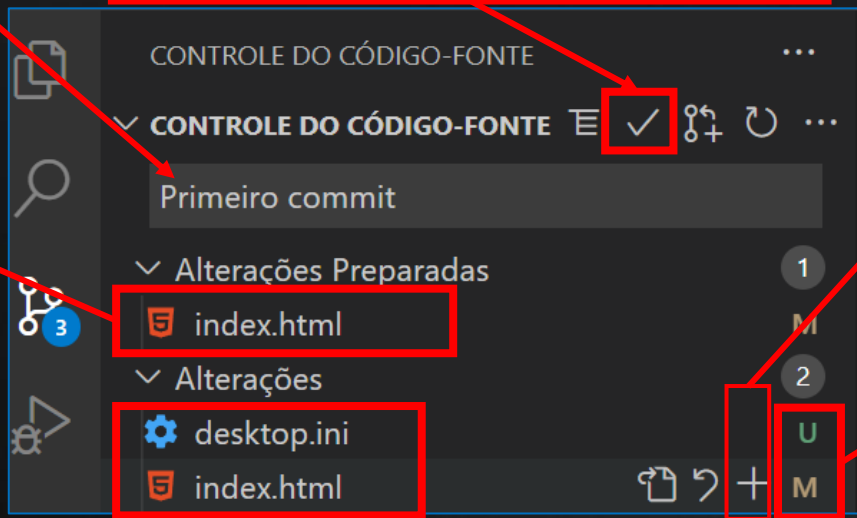 CONTROLE DO CÓDIGO-FONTE
CONTROLE DO CÓDIGO-FONTE
Primeiro commit
Alterações Preparadas 1
index.html M
3
Alterações 2
desktop.ini U
index.html M